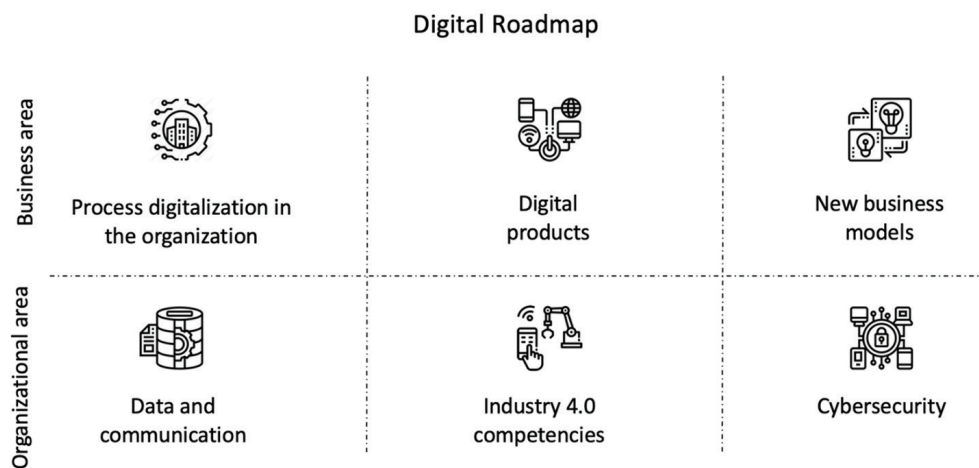 Digital Roadmap
Business area
Process digitalization in
the organization
Digital
products
New business
models
Organizational area
Data and
communication
Industry 4.0
competencies
Cybersecurity